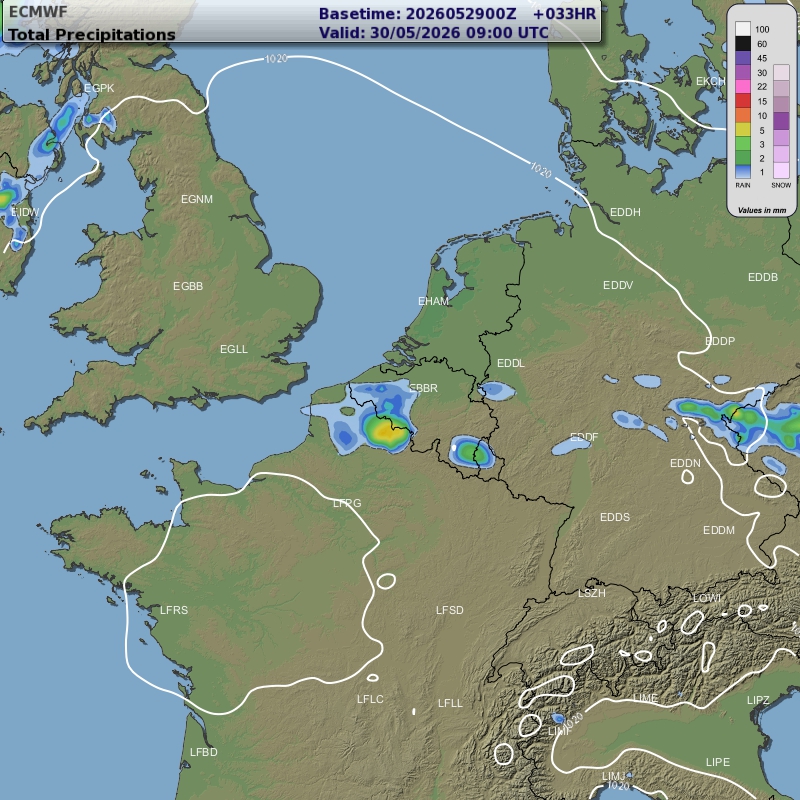 ECMWF
Basetime: 2026052900Z +033HR
Total Precipitations
Valid: 30/05/2026 09:00 UTC
100
60
45
30
22
15
10
5
3
2
1
RAIN
SNOW
Values in mm
1020
EGPK
EKCH
1020
EGNM
EIDW
EDDH
EGBB
EDDV
EDDB
EHAM
EGLL
EDDP
EDDL
EBBR
EDDF
EDDN
LFPG
EDDS
EDDM
LSZH
LOWI
LFRS
LFSD
LFLC
LFLL
LIME
LIPZ
1020
LIMF
LFBD
LIPE
LIMJ
1020